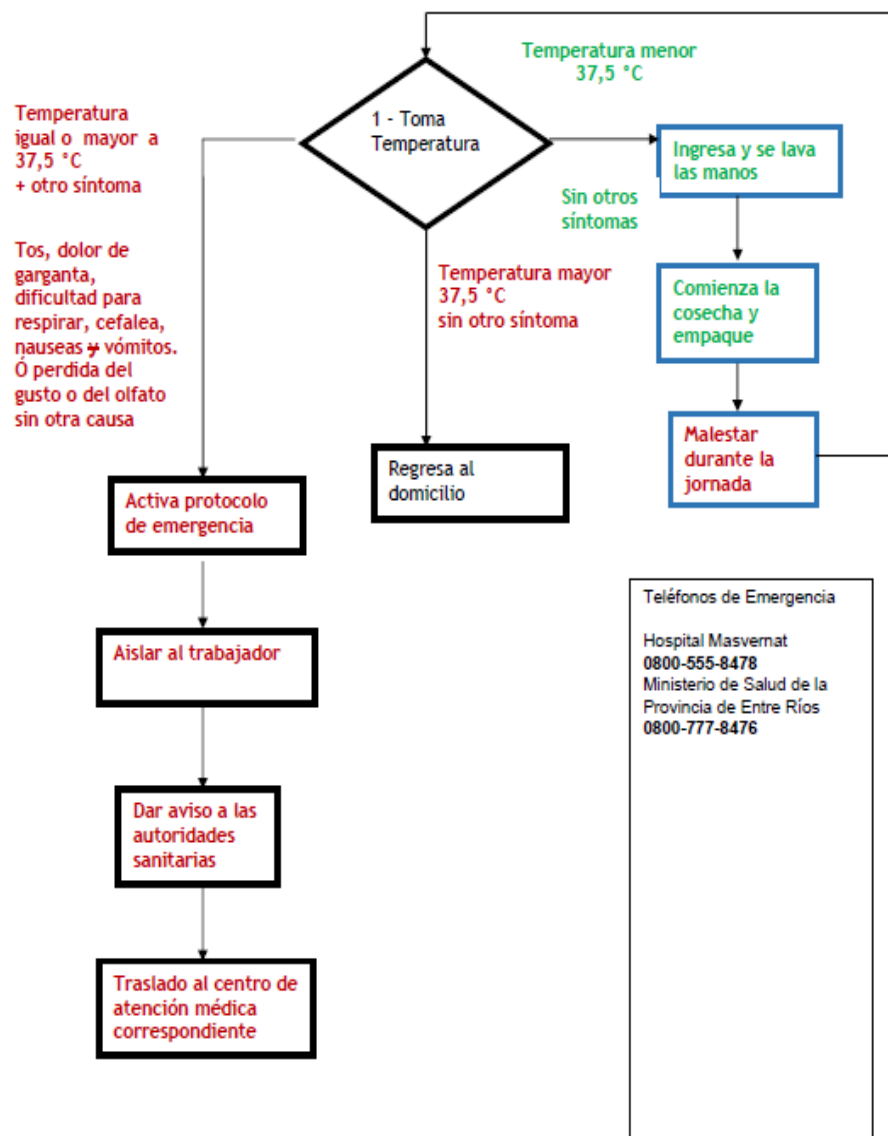 Temperatura menor
37,5 °C
1 - Toma
Temperatura
Temperatura
igual o mayor a
37,5 °C
+ otro síntoma
Ingresa y se lava
las manos
Sin otros
síntomas
Tos, dolor de
garganta,
dificultad para
respirar, cefalea,
nauseas y vómitos.
Ó perdida del
gusto o del olfato
sin otra causa
Temperatura mayor
37,5 °C
sin otro síntoma
Comienza la
cosecha y
empaque
Malestar
durante la
jornada
Regresa al
domicilio
Activa protocolo
de emergencia
Aislar al trabajador
Dar aviso a las
autoridades
sanitarias
Traslado al centro de
atención médica
correspondiente
Teléfonos de Emergencia
Hospital Masvernat
0800-555-8478
Ministerio de Salud de la
Provincia de Entre Ríos
0800-777-8476